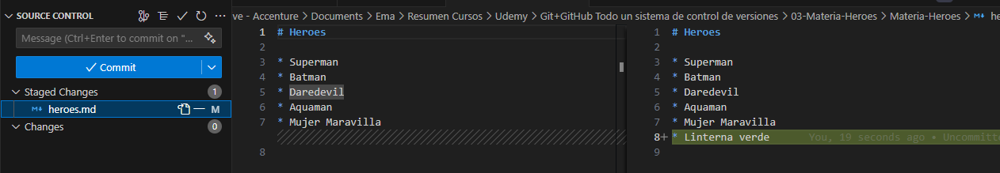 SOURCE CONTROL
Message (Ctrl+Enter to commit on "...
Commit
Staged Changes 1
heroes.md M
Changes 0
ve - Accenture > Documents > Ema > Resumen Cursos > Udemy > Git+GitHub Todo un sistema de control de versiones > 03-Materia-Heroes > Materia-Heroes > he
1 # Heroes
2
3 * Superman
4 * Batman
5 * Daredevil
6 * Aquaman
7 * Mujer Maravilla
8
1 # Heroes
2
3 * Superman
4 * Batman
5 * Daredevil
6 * Aquaman
7 * Mujer Maravilla
8+ * Linterna verde You, 19 seconds ago • Uncommitte
9